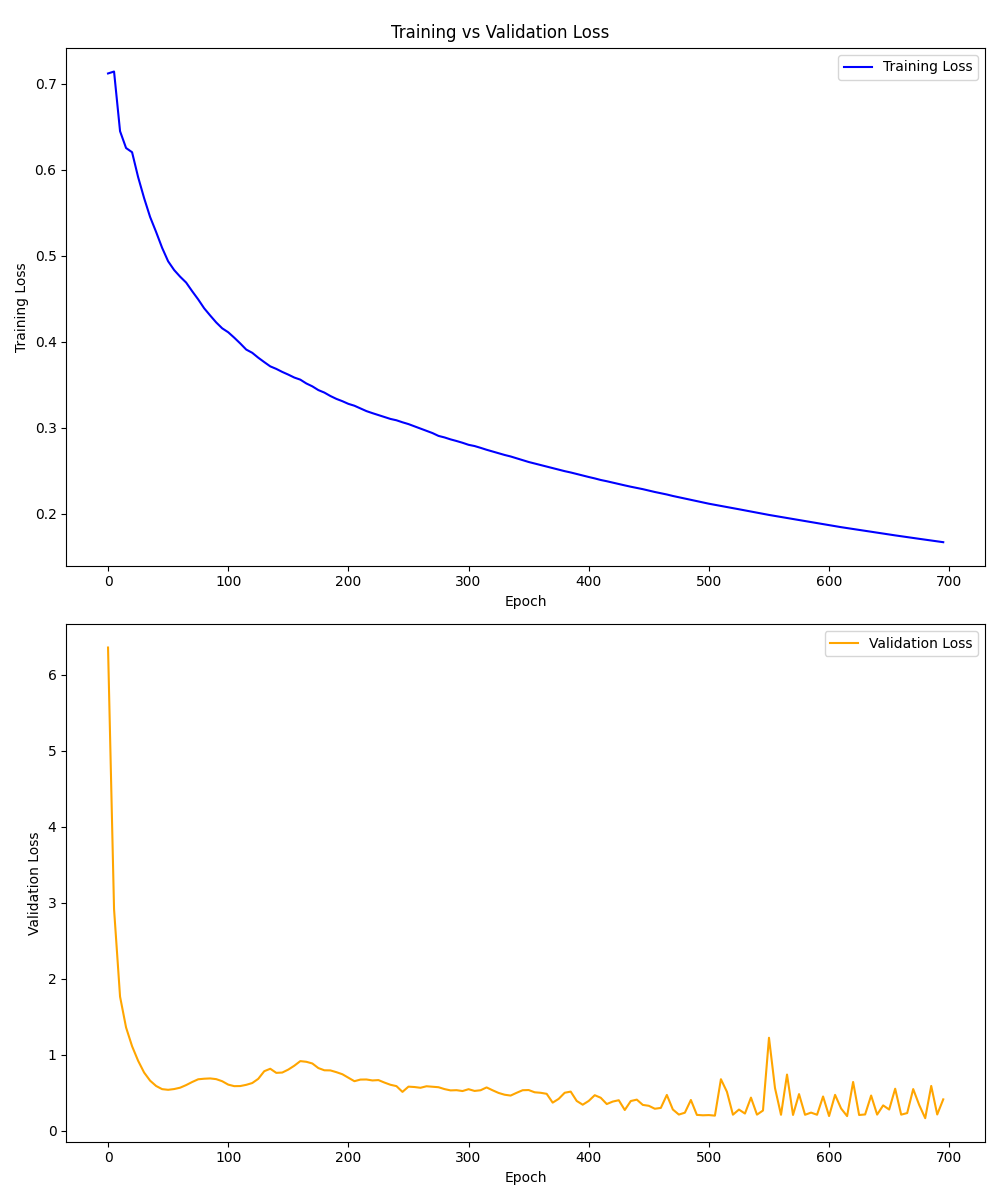 Training vs Validation Loss
Training Loss
0.7
0.6
0.5
0.4
0.3
0.2
Training Loss
0 100 200 300 400 500 600 700
Epoch
Validation Loss
6
5
4
3
2
1
0
Validation Loss
0 100 200 300 400 500 600 700
Epoch